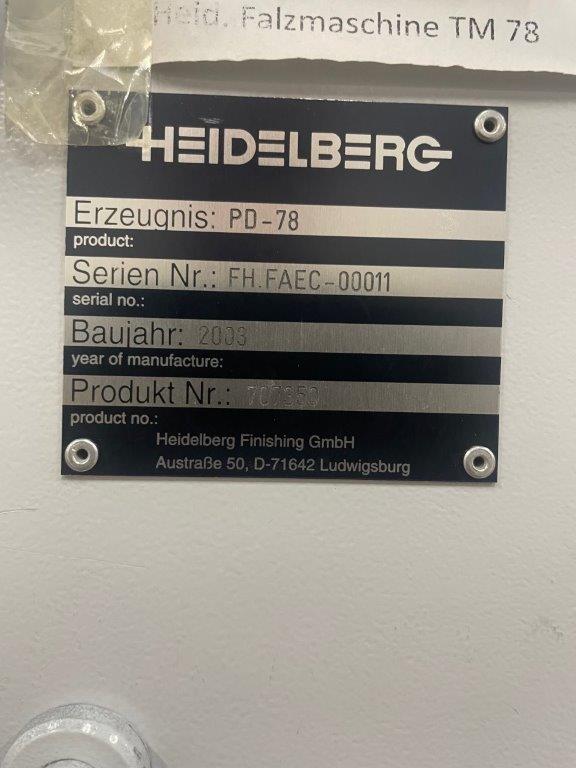 Heid. Falzmaschine TM 78
HEIDELBERG
Erzeugnis: PD-78
product:
Serien Nr.: FH.FAEC-00011
serial no.:
Baujahr: 2003
year of manufacture:
Produkt Nr.:
product no.:
Heidelberg Finishing GmbH
Austraße 50, D-71642 Ludwigsburg